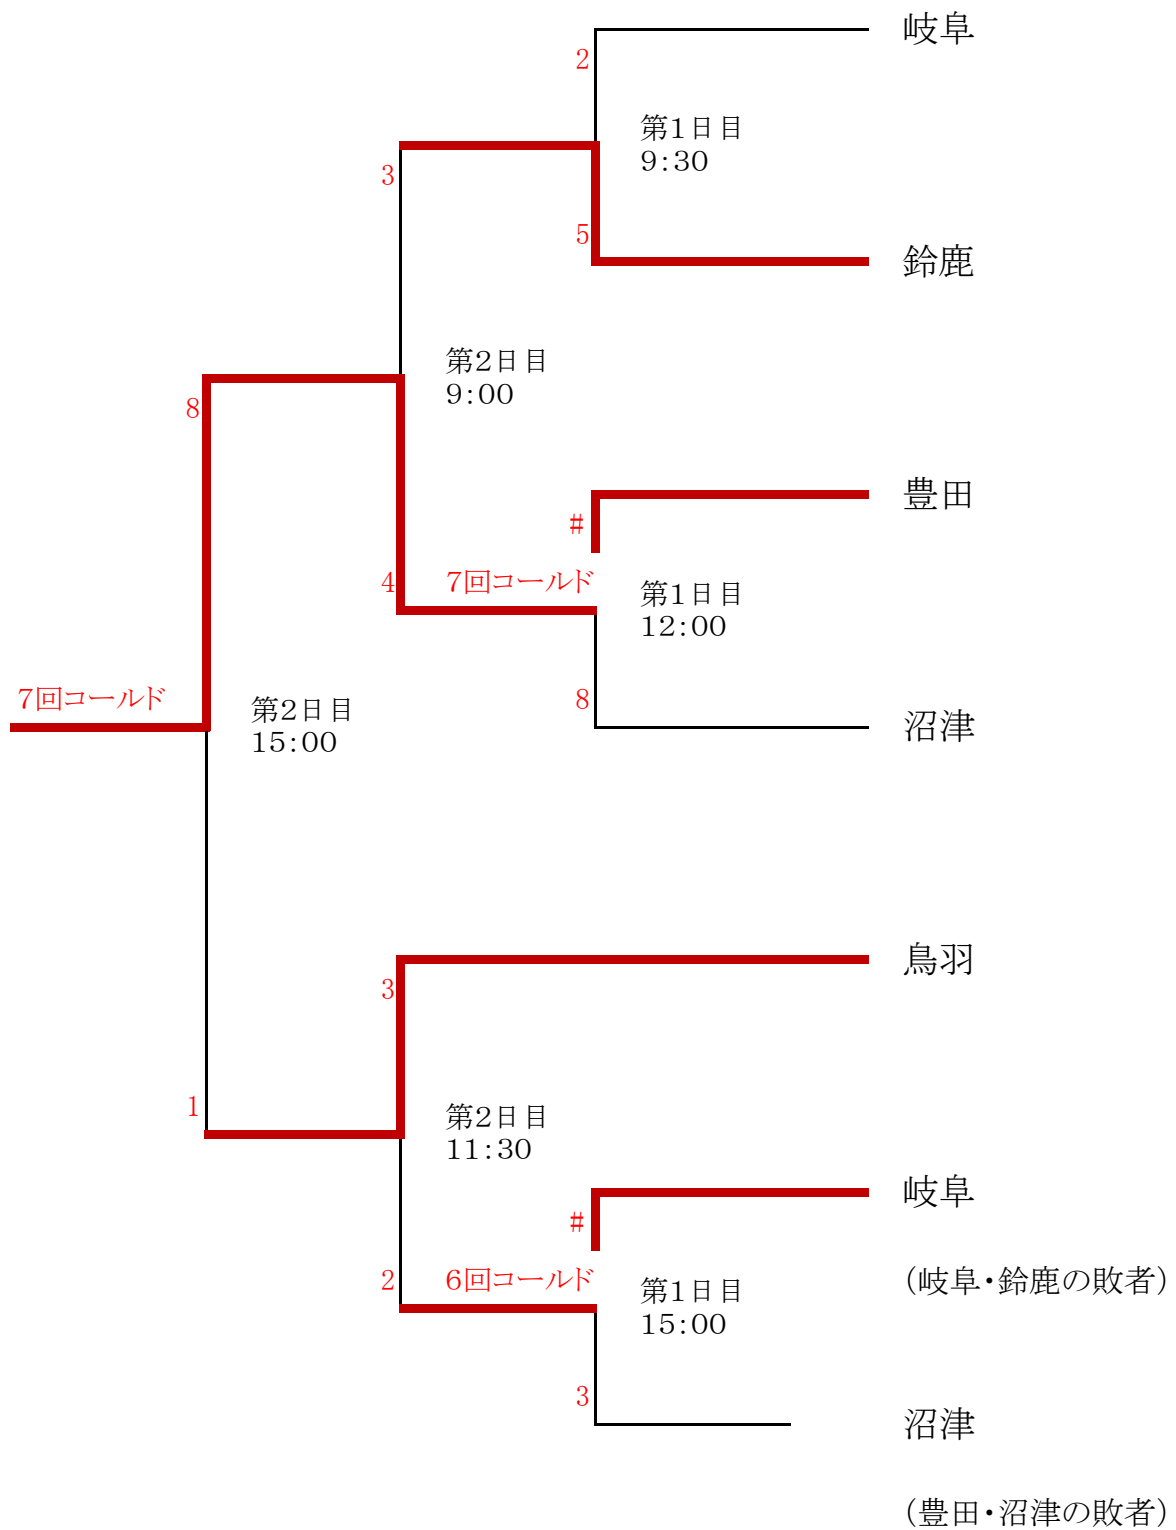 岐阜
2
第1日目
9:30
3
5
鈴鹿
第2日目
9:00
8
豊田
#
4
7回コールド
第1日目
12:00
7回コールド
第2日目
15:00
8
沼津
鳥羽
3
1
第2日目
11:30
岐阜
#
2
6回コールド
第1日目
15:00
(岐阜・鈴鹿の敗者)
3
沼津
(豊田・沼津の敗者)